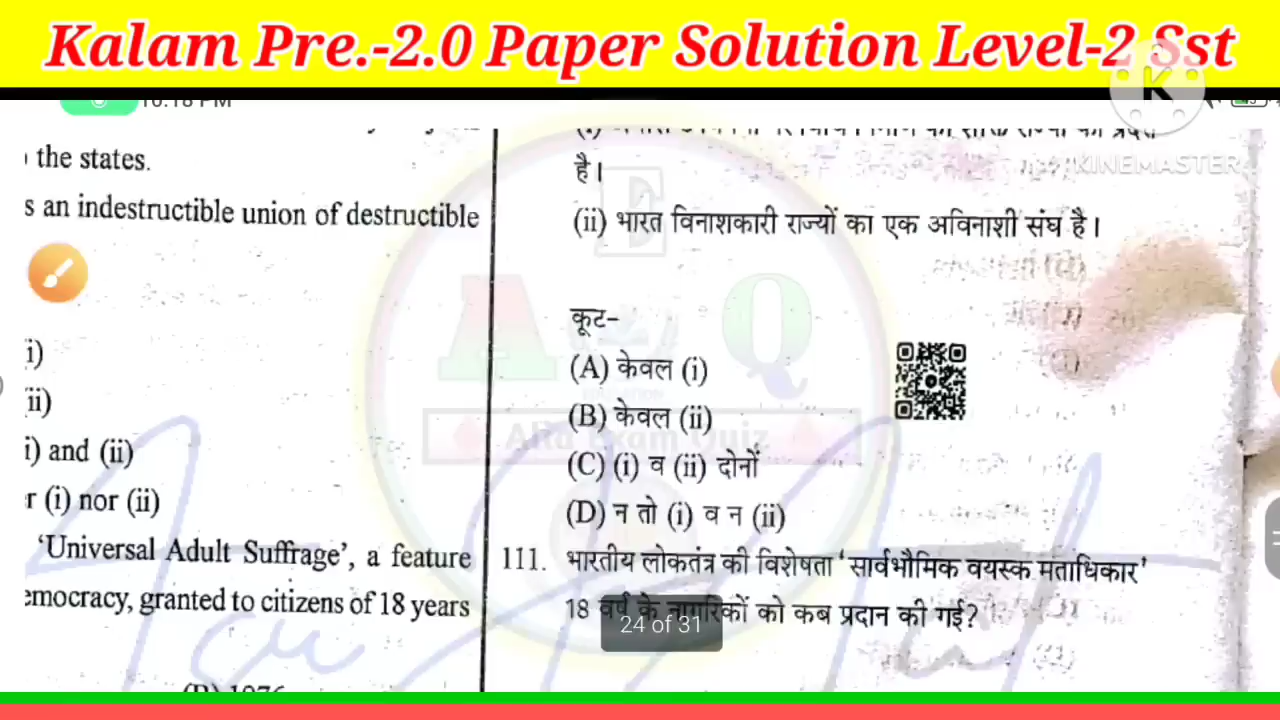 Kalam Pre.-2.0 Paper Solution Level-2 Sst
K
KINEMASTER
the states.
s an indestructible union of destructible
i)
ii)
i) and (ii)
r (i) nor (ii)
'Universal Adult Suffrage', a feature
emocracy, granted to citizens of 18 years
है।
(ii) भारत विनाशकारी राज्यों का एक अविनाशी संघ है।
कूट-
(A) केवल (i)
(B) केवल (ii)
(C) (i) व (ii) दोनों
(D) न तो (i) व न (ii)
111. भारतीय लोकतंत्र की विशेषता 'सार्वभौमिक वयस्क मताधिकार'
18 वर्ष के नागरिकों को कब प्रदान की गई?
24 of 31
E
A Q
Exam Quiz